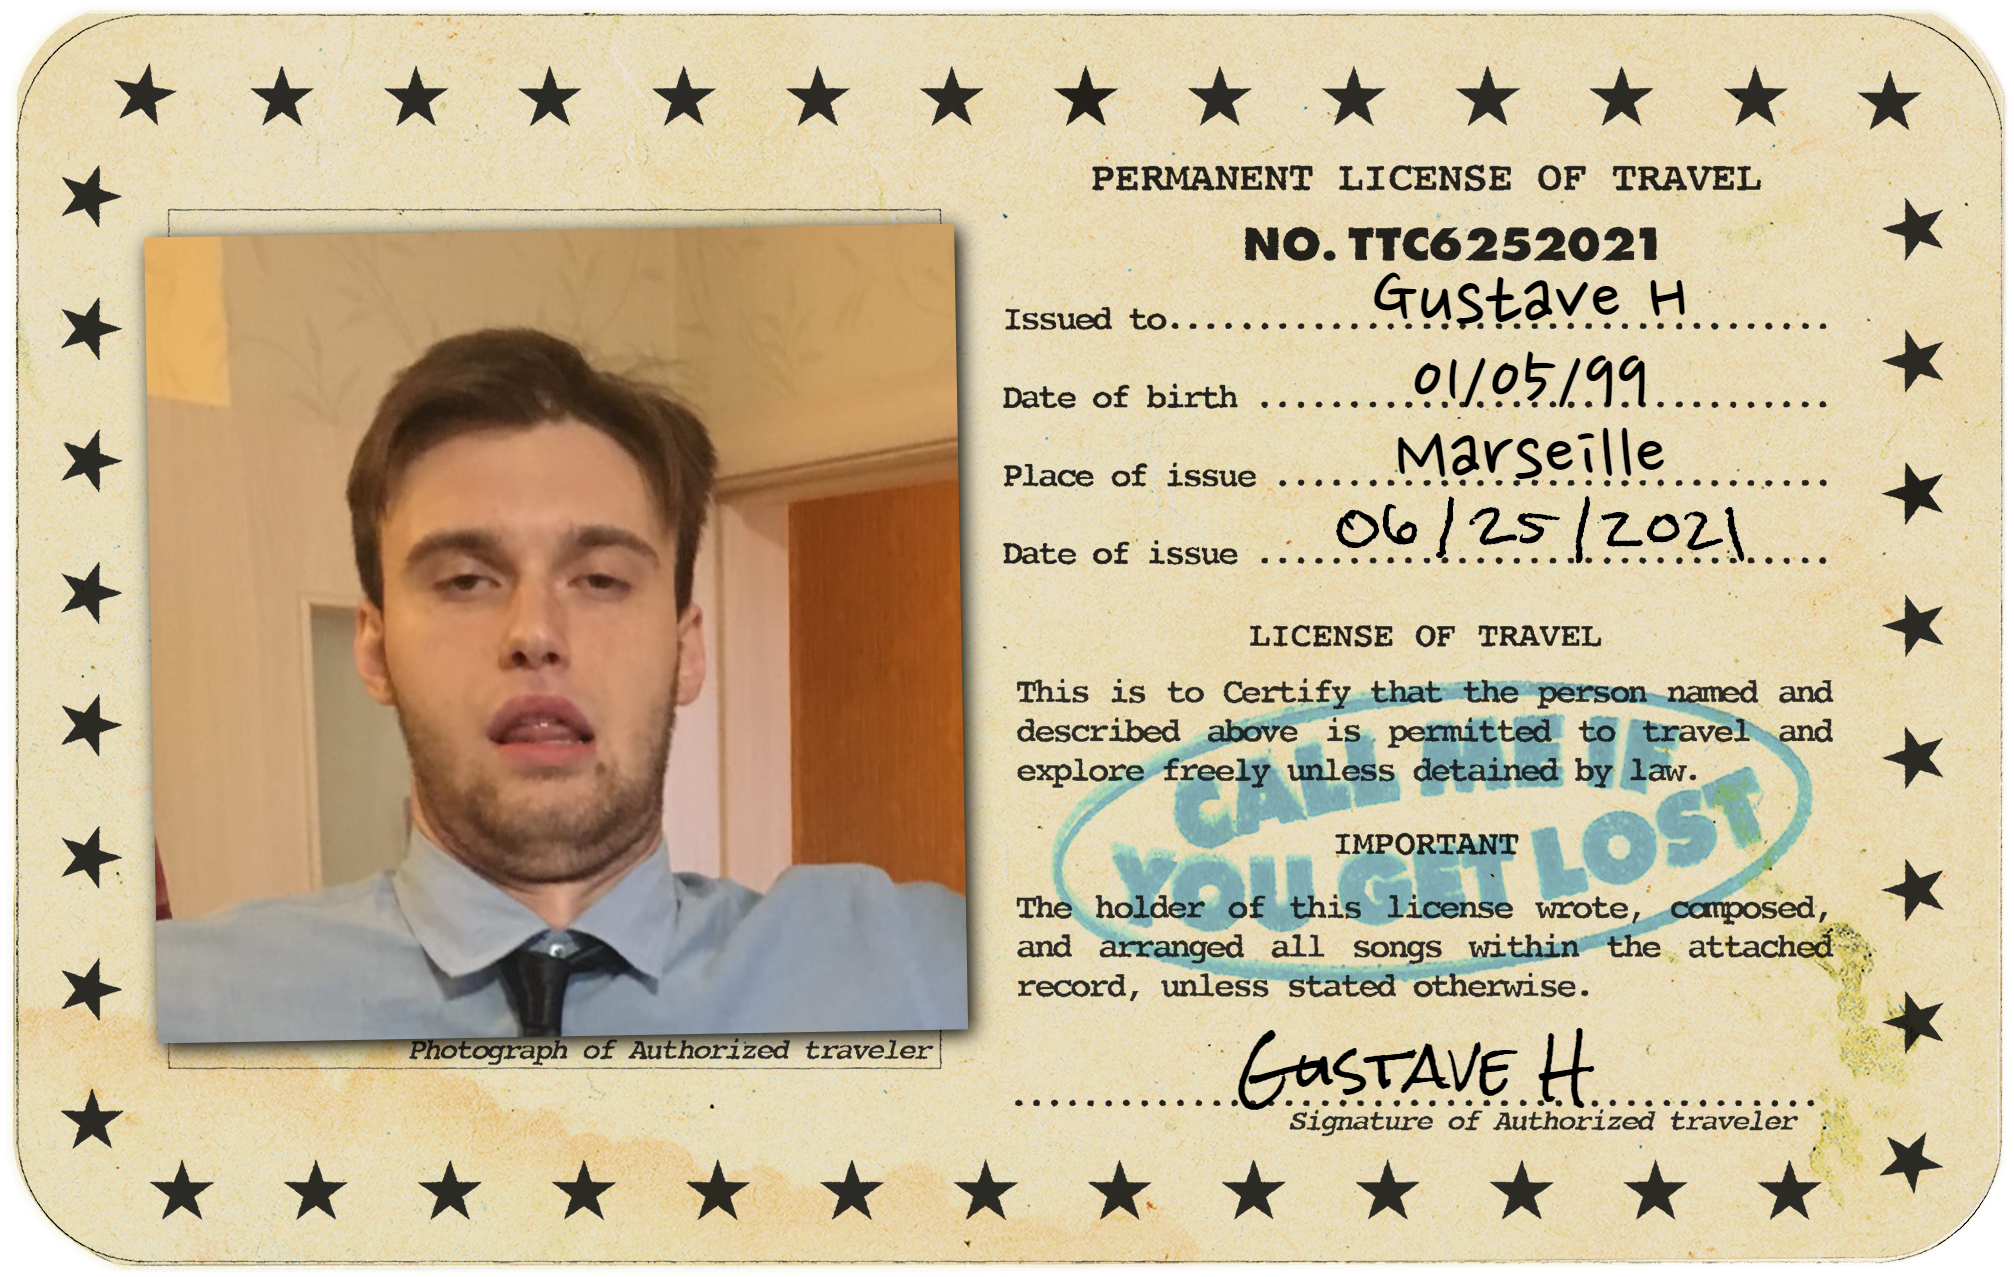 PERMANENT LICENSE OF TRAVEL
NO. TTC6252021
Issued to Gustave H
Date of birth 01/05/99
Place of issue Marseille
Date of issue 06/25/2021
LICENSE OF TRAVEL
This is to Certify that the person named and
described above is permitted to travel and
explore freely unless detained by law.
CALL ME IF
YOU GET LOST
IMPORTANT
The holder of this license wrote, composed,
and arranged all songs within the attached
record, unless stated otherwise.
GUSTAVE H
Signature of Authorized traveler
Photograph of Authorized traveler